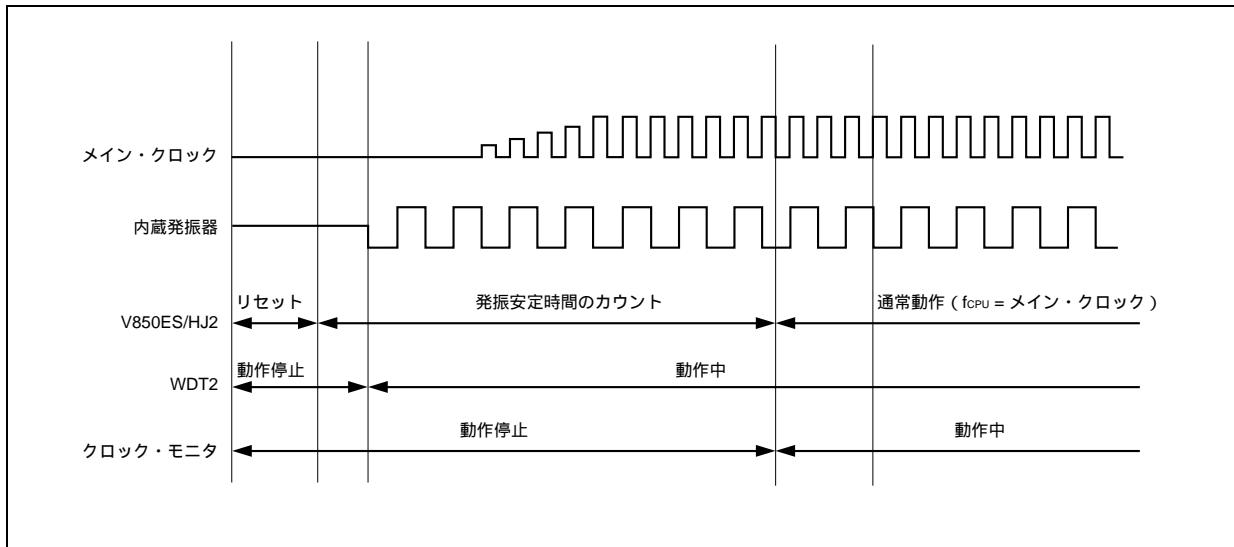 メイン・クロック
内蔵発振器
リセット
発振安定時間のカウント
通常動作(fCPU = メイン・クロック)
V850ES/HJ2
動作停止
動作中
WDT2
動作停止
動作中
クロック・モニタ